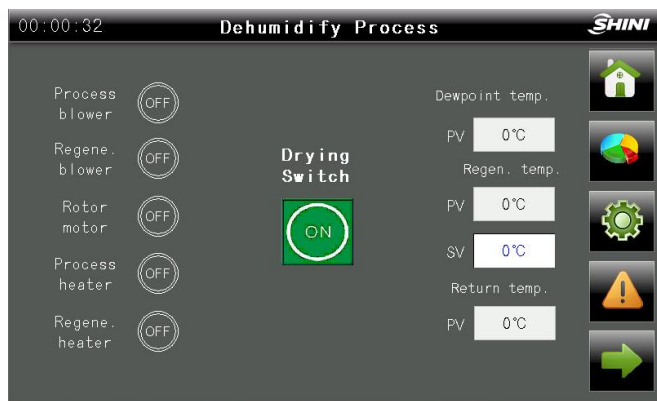 00:00:32 Dehumidify Process SHINI
Process
blower
OFF
Regene.
blower
OFF
Rotor
motor
OFF
Process
heater
OFF
Regene.
heater
OFF
Drying
Switch
ON
Dewpoint temp.
PV 0℃
Regen. temp.
PV 0℃
SV 0℃
Return temp.
PV 0℃